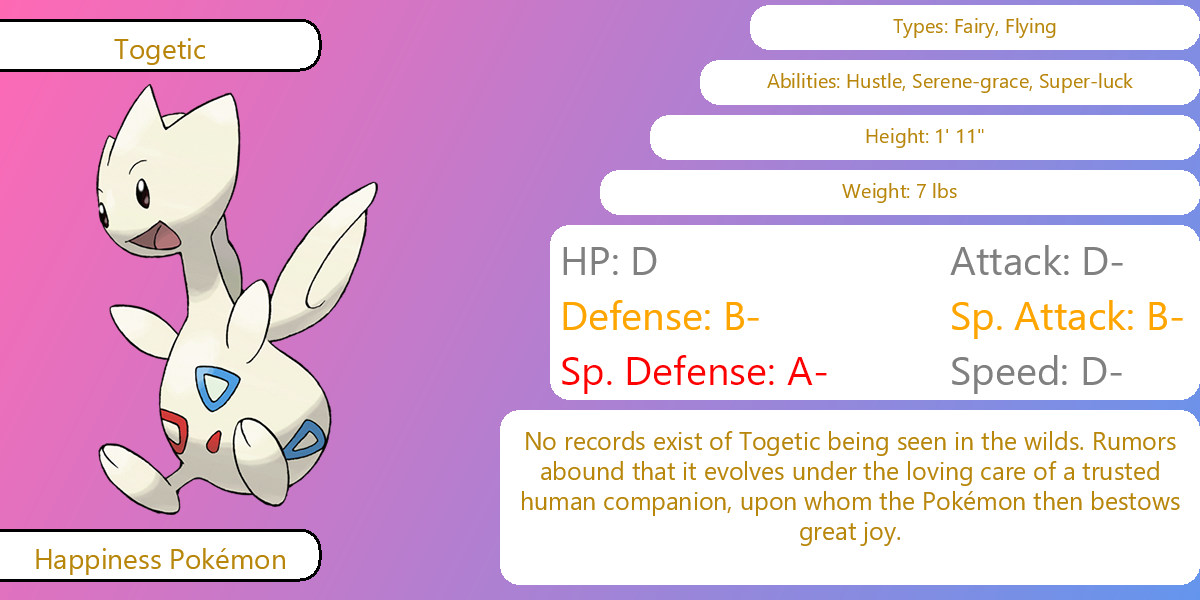 Togetic
Types: Fairy, Flying
Abilities: Hustle, Serene-grace, Super-luck
Height: 1' 11"
Weight: 7 lbs
HP: D
Attack: D-
Defense: B-
Sp. Attack: B-
Sp. Defense: A-
Speed: D-
No records exist of Togetic being seen in the wilds. Rumors
abound that it evolves under the loving care of a trusted
human companion, upon whom the Pokémon then bestows
great joy.
Happiness Pokémon